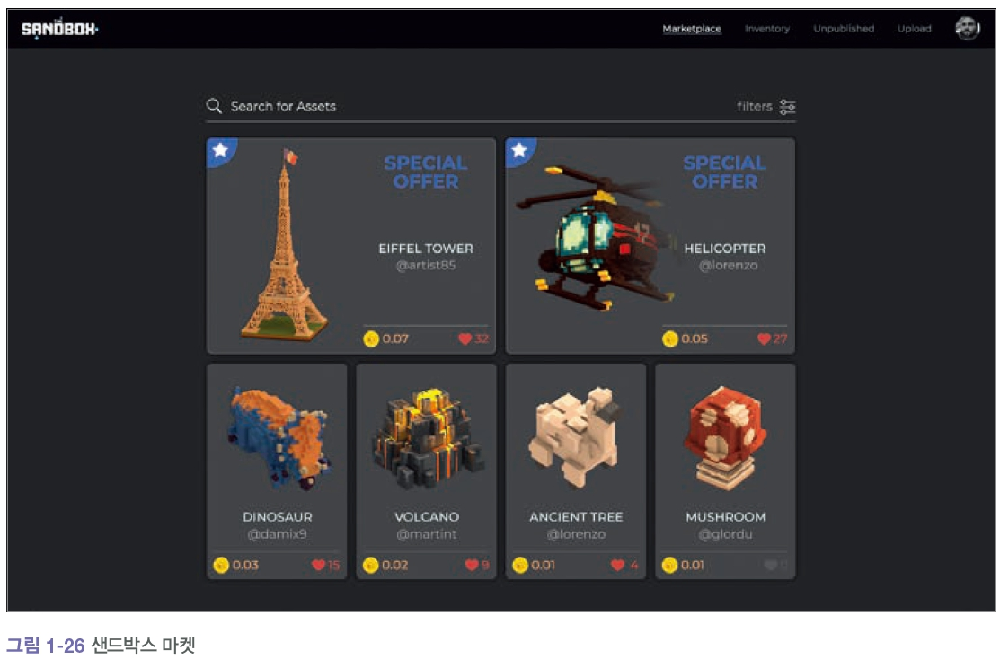 THE
SANDBOX
Marketplace Inventory Unpublished Upload
Search for Assets filters
SPECIAL
OFFER
EIFFEL TOWER
@artist85
0.07 32
SPECIAL
OFFER
HELICOPTER
@lorenzo
0.05 27
DINOSAUR
@damix9
0.03 15
VOLCANO
@martint
0.02 9
ANCIENT TREE
@lorenzo
0.01 4
MUSHROOM
@glordu
0.01 0
그림 1-26 샌드박스 마켓